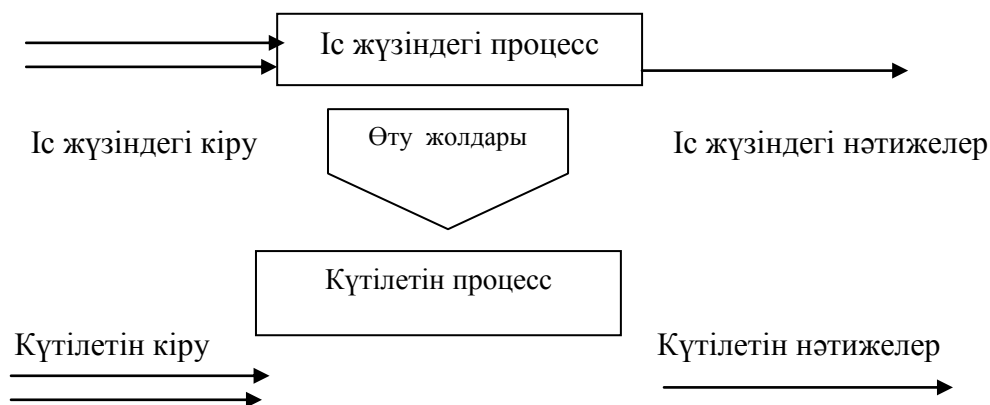 Іс жүзіндегі процесс
Іс жүзіндегі кіру
Өту жолдары
Іс жүзіндегі нәтижелер
Күтілетін процесс
Күтілетін кіру
Күтілетін нәтижелер